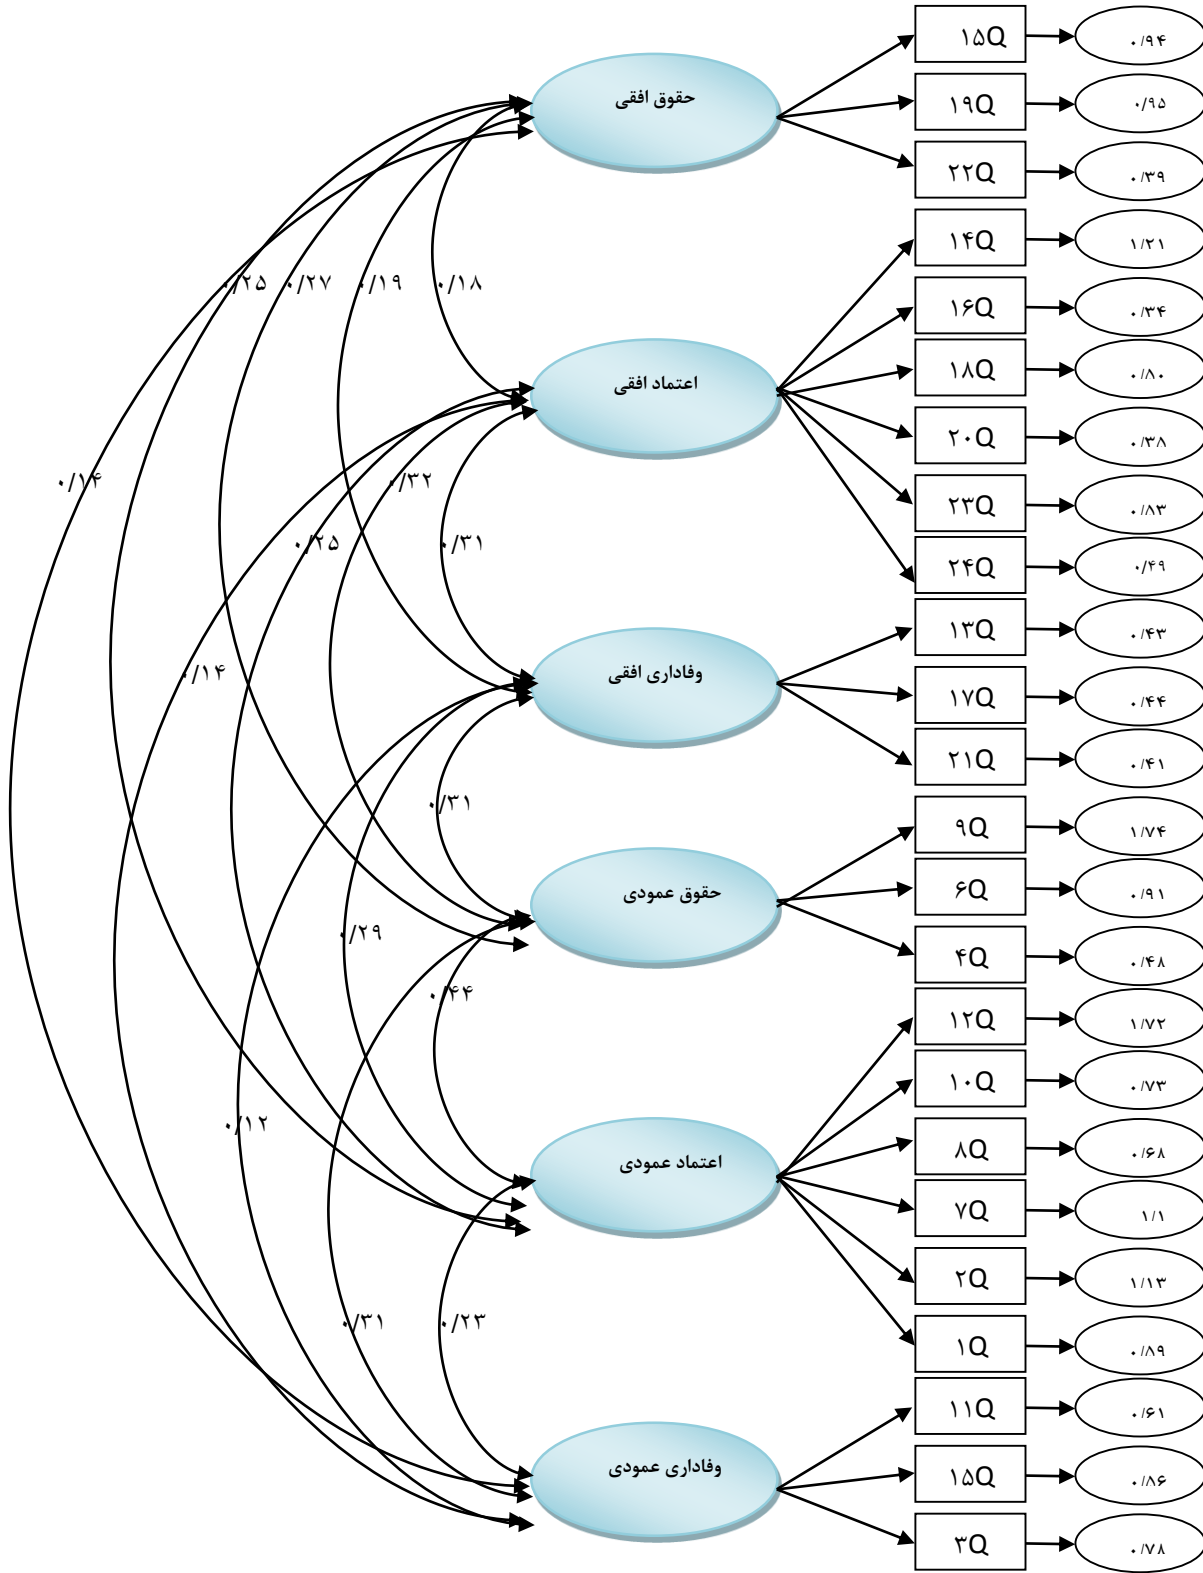 حقوق افقی
۱۵Q
۰/۹۴
۱۹Q
۰/۹۵
۲۲Q
۰/۳۹
۱۴Q
۱/۲۱
۰/۲۵
۰/۲۷
۰/۱۹
۰/۱۸
۱۶Q
۰/۳۴
اعتماد افقی
۱۸Q
۰/۸۰
۲۰Q
۰/۳۸
۰/۱۴
۰/۳۲
۲۳Q
۰/۸۳
۰/۲۵
۰/۳۱
۲۴Q
۰/۴۹
۱۳Q
۰/۴۳
۰/۱۴
وفاداری افقی
۱۷Q
۰/۴۴
۲۱Q
۰/۴۱
۰/۳۱
۹Q
۱/۷۴
حقوق عمودی
۶Q
۰/۹۱
۰/۲۹
۴Q
۰/۴۸
۰/۴۴
۱۲Q
۱/۷۲
۱۰Q
۰/۷۳
۰/۱۲
اعتماد عمودی
۸Q
۰/۶۸
۷Q
۱/۱
۲Q
۱/۱۳
۰/۳۱
۰/۲۳
۱Q
۰/۸۹
۱۱Q
۰/۶۱
وفاداری عمودی
۱۵Q
۰/۸۶
۳Q
۰/۷۸